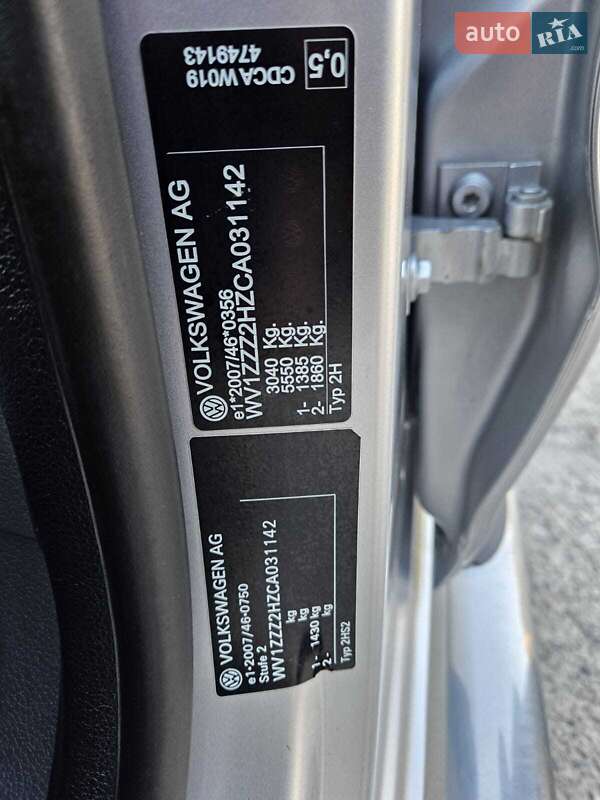 auto RIA .com
CDCA W019
4749143
0,5
VOLKSWAGEN AG
e1*2007/46*0356
WV1ZZZ2HZCA031142
3040 Kg.
5550 Kg.
1- 1385 Kg.
2- 1860 Kg.
Typ 2H
VOLKSWAGEN AG
e1*2007/46-0750
Stufe 2
WV1ZZZ2HZCA031142
kg
kg
1- 1430 kg
2-
Typ 2HS2